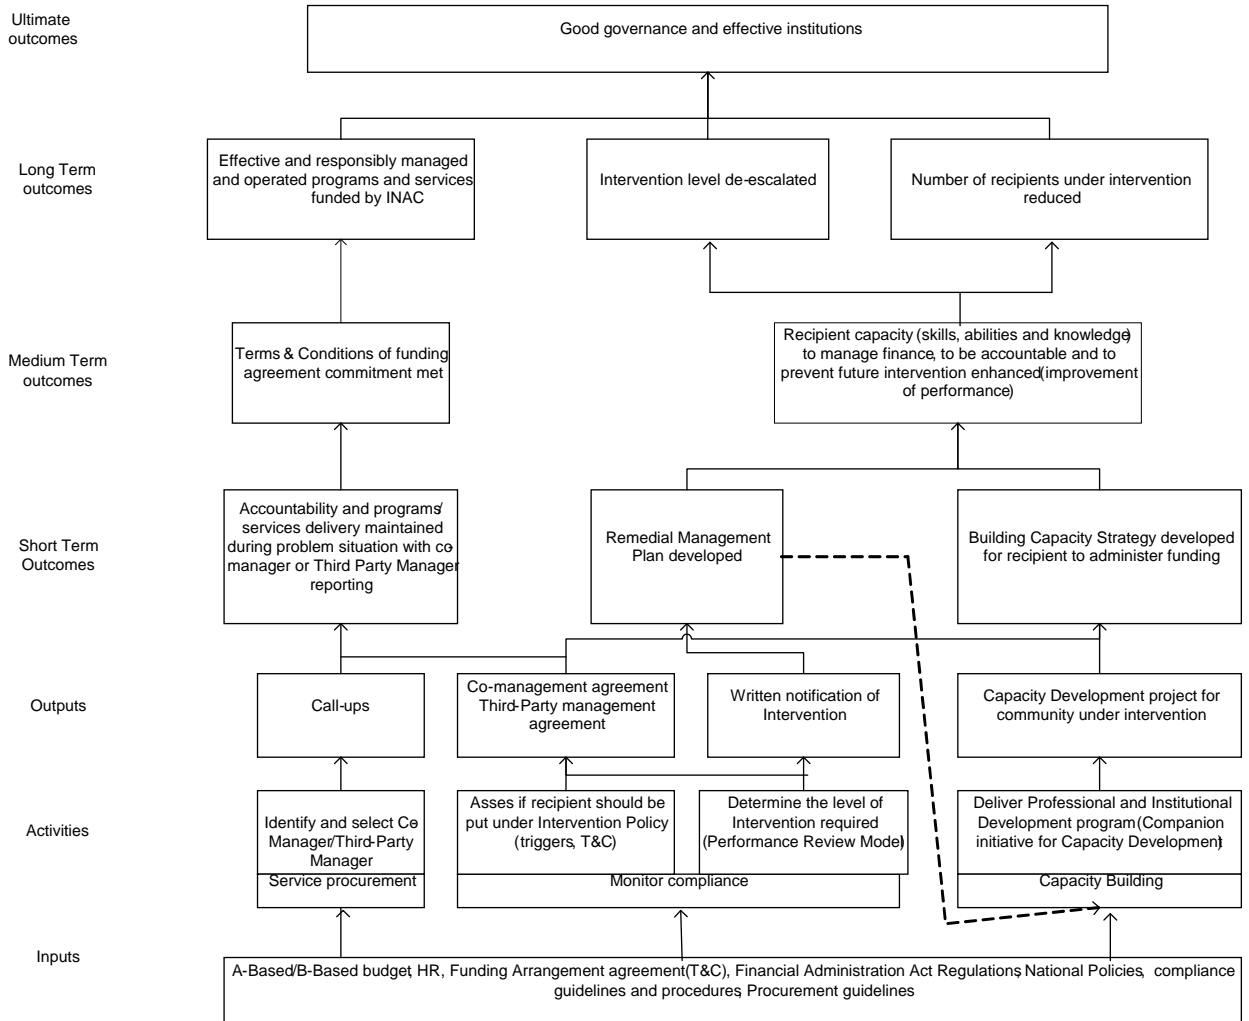 Ultimate
outcomes
Good governance and effective institutions
Long Term
outcomes
Effective and responsibly managed
and operated programs and services
funded by INAC
Intervention level de-escalated
Number of recipients under intervention
reduced
Medium Term
outcomes
Terms & Conditions of funding
agreement commitment met
Recipient capacity (skills, abilities and knowledge)
to manage finance, to be accountable and to
prevent future intervention enhanced (improvement
of performance)
Short Term
Outcomes
Accountability and programs/
services delivery maintained
during problem situation with co-
manager or Third Party Manager
reporting
Remedial Management
Plan developed
Building Capacity Strategy developed
for recipient to administer funding
Outputs
Call-ups
Co-management agreement
Third-Party management
agreement
Written notification of
Intervention
Capacity Development project for
community under intervention
Activities
Identify and select Co-
Manager/Third-Party
Manager
Service procurement
Asses if recipient should be
put under Intervention Policy
(triggers, T&C)
Determine the level of
Intervention required
(Performance Review Model)
Monitor compliance
Deliver Professional and Institutional
Development program (Companion
initiative for Capacity Development)
Capacity Building
Inputs
A-Based/B-Based budget, HR, Funding Arrangement agreement (T&C), Financial Administration Act Regulations, National Policies, compliance
guidelines and procedures, Procurement guidelines